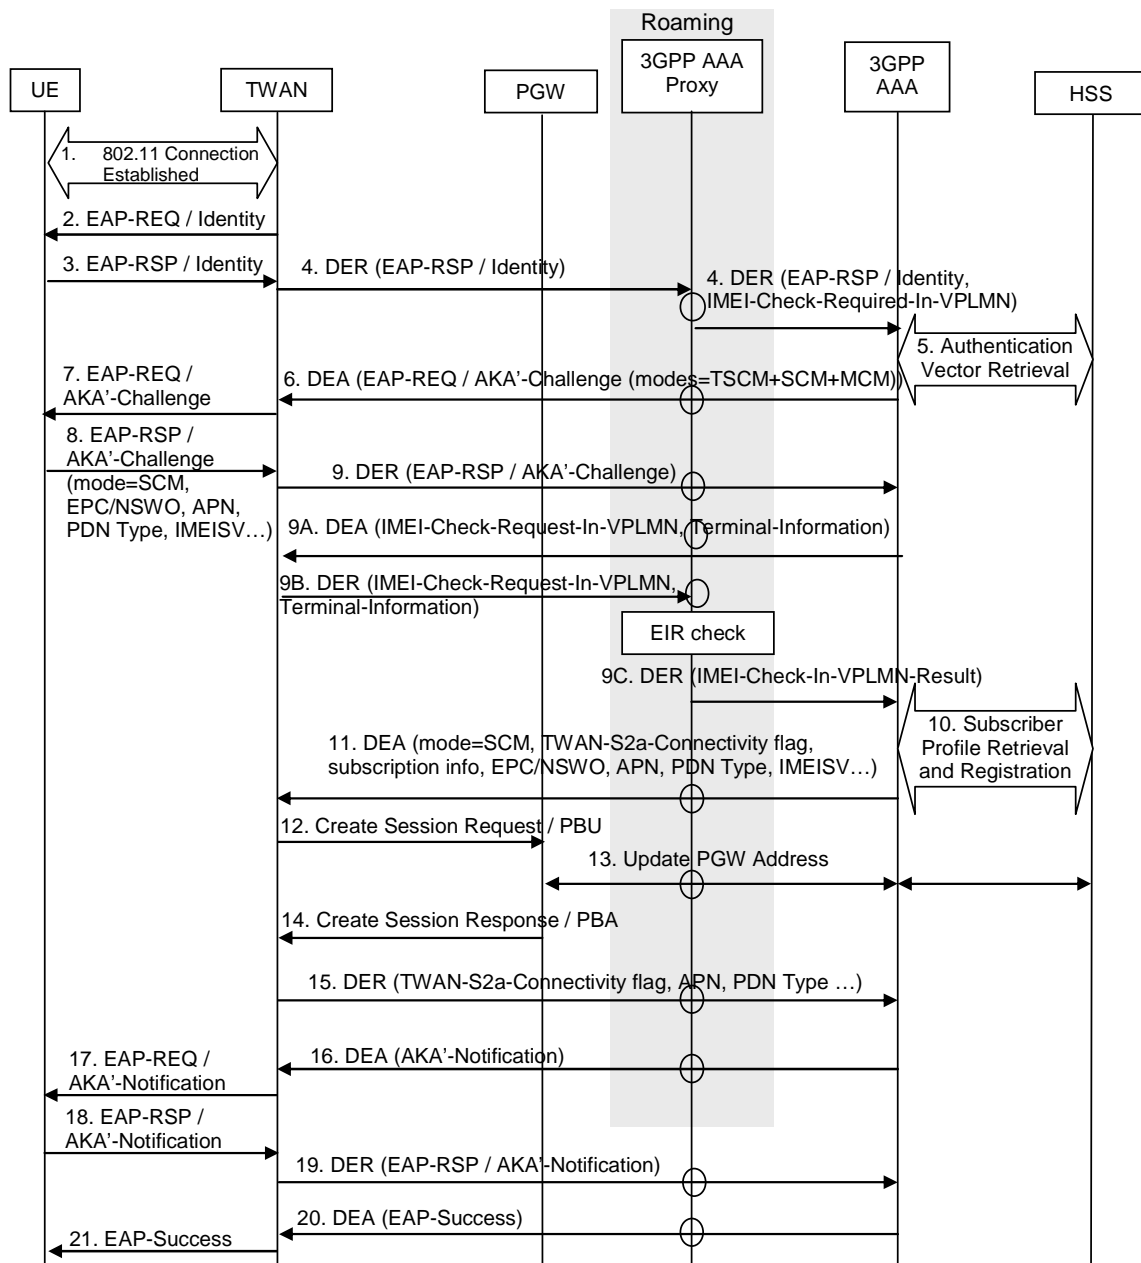 Roaming
UE
TWAN
PGW
3GPP AAA
Proxy
3GPP
AAA
HSS
1. 802.11 Connection
Established
2. EAP-REQ / Identity
3. EAP-RSP / Identity
4. DER (EAP-RSP / Identity)
4. DER (EAP-RSP / Identity,
IMEI-Check-Required-In-VPLMN)
5. Authentication
Vector Retrieval
6. DEA (EAP-REQ / AKA'-Challenge (modes=TSCM+SCM+MCM))
7. EAP-REQ /
AKA'-Challenge
8. EAP-RSP /
AKA'-Challenge
(mode=SCM,
EPC/NSWO, APN,
PDN Type, IMEISV…)
9. DER (EAP-RSP / AKA'-Challenge)
9A. DEA (IMEI-Check-Request-In-VPLMN, Terminal-Information)
9B. DER (IMEI-Check-Request-In-VPLMN,
Terminal-Information)
EIR check
9C. DER (IMEI-Check-In-VPLMN-Result)
10. Subscriber
Profile Retrieval
and Registration
11. DEA (mode=SCM, TWAN-S2a-Connectivity flag,
subscription info, EPC/NSWO, APN, PDN Type, IMEISV…)
12. Create Session Request / PBU
13. Update PGW Address
14. Create Session Response / PBA
15. DER (TWAN-S2a-Connectivity flag, APN, PDN Type …)
16. DEA (AKA'-Notification)
17. EAP-REQ /
AKA'-Notification
18. EAP-RSP /
AKA'-Notification
19. DER (EAP-RSP / AKA'-Notification)
20. DEA (EAP-Success)
21. EAP-Success